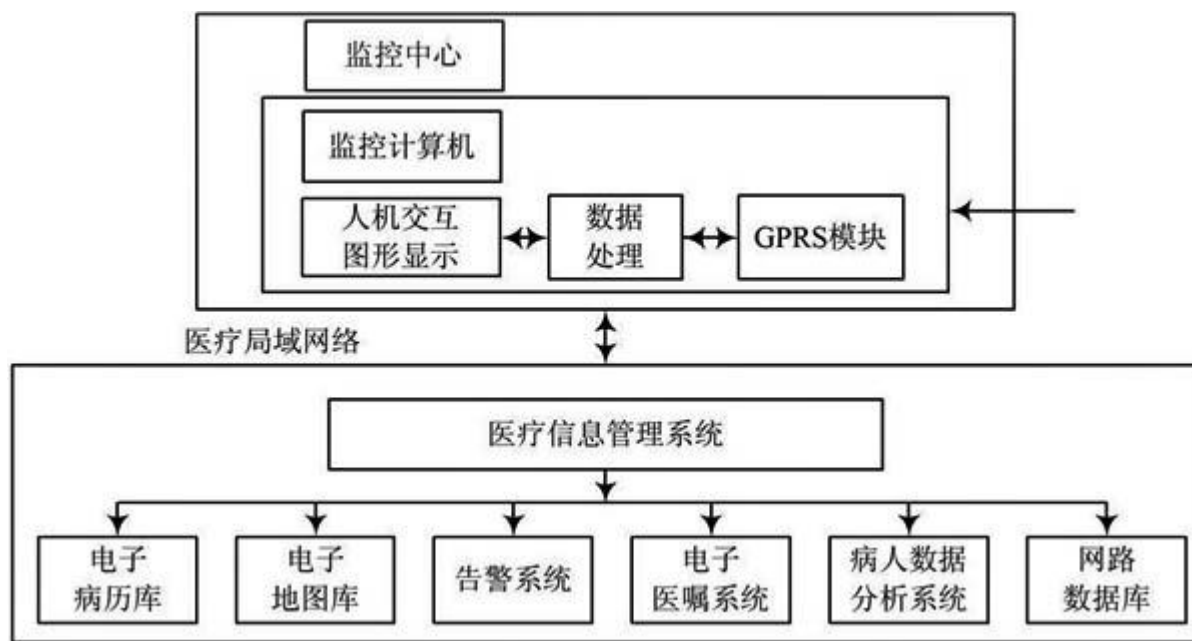 监控中心
监控计算机
人机交互
图形显示
数据
处理
GPRS模块
医疗局域网络
医疗信息管理系统
电子
病历库
电子
地图库
告警系统
电子
医嘱系统
病人数据
分析系统
网路
数据库